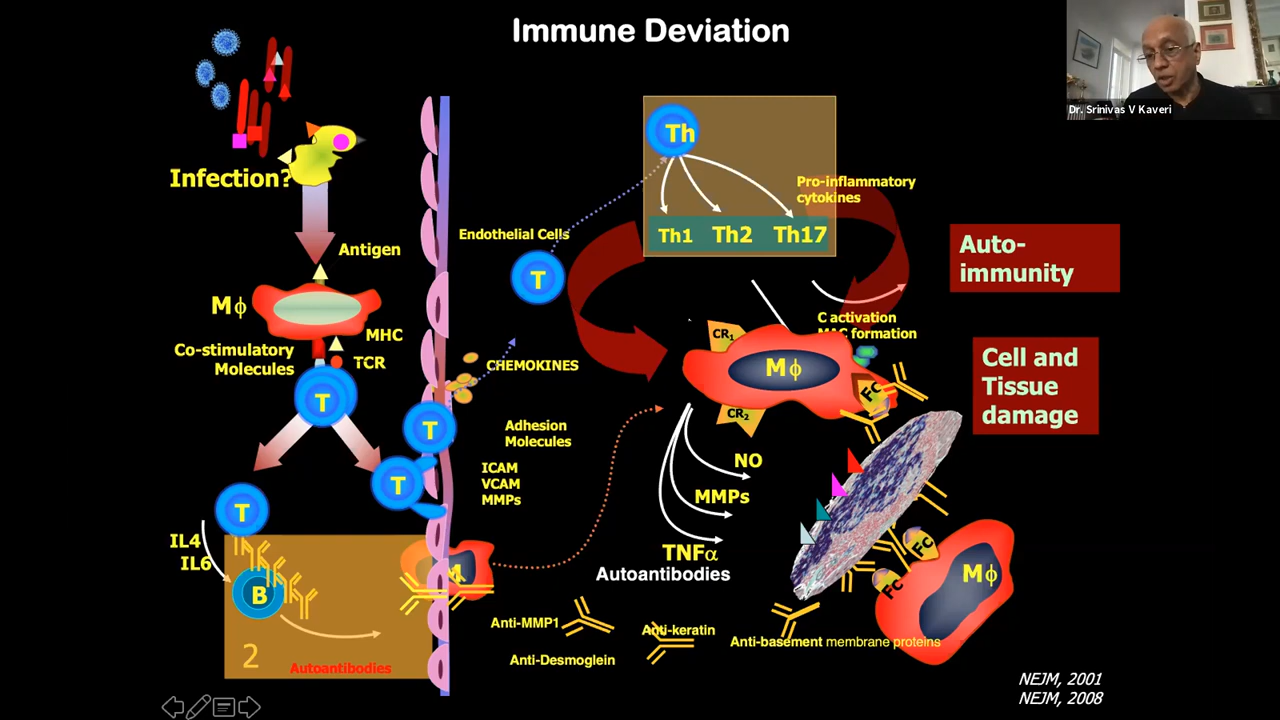 Immune Deviation
Dr. Srinivas V Kaveri
Infection?
Antigen
Mϕ
MHC
Co-stimulatory
Molecules
TCR
T
T
T
T
T
IL4
IL6
B
2
Autoantibodies
Endothelial Cells
T
CHEMOKINES
Adhesion
Molecules
ICAM
VCAM
MMPs
M
Th
Th1 Th2 Th17
Pro-inflammatory
cytokines
Auto-
immunity
C activation
MAC formation
CR1
Mϕ
CR2
Fc
Cell and
Tissue
damage
NO
MMPs
TNFα
Autoantibodies
Fc
Fc
Mϕ
Anti-MMP1
Anti-keratin
Anti-Desmoglein
Anti-basement membrane proteins
NEJM, 2001
NEJM, 2008